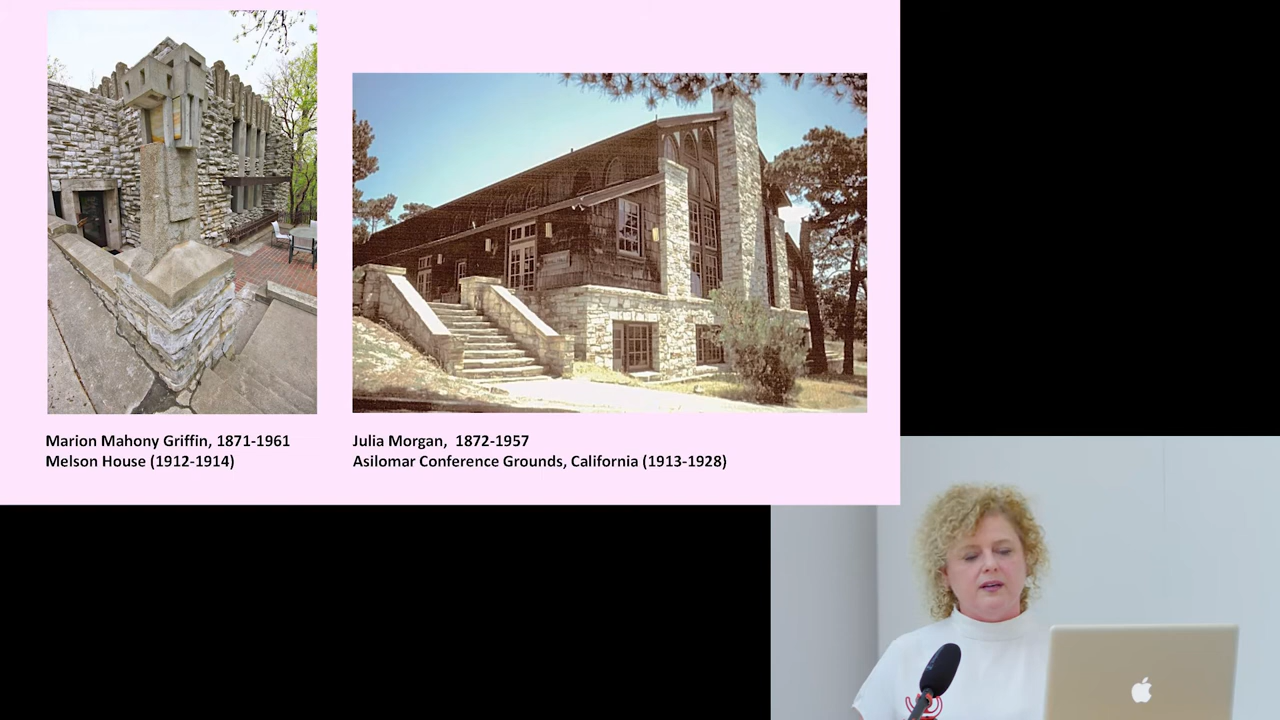 Marion Mahony Griffin, 1871-1961
Melson House (1912-1914)
Julia Morgan,  1872-1957
Asilomar Conference Grounds, California (1913-1928)